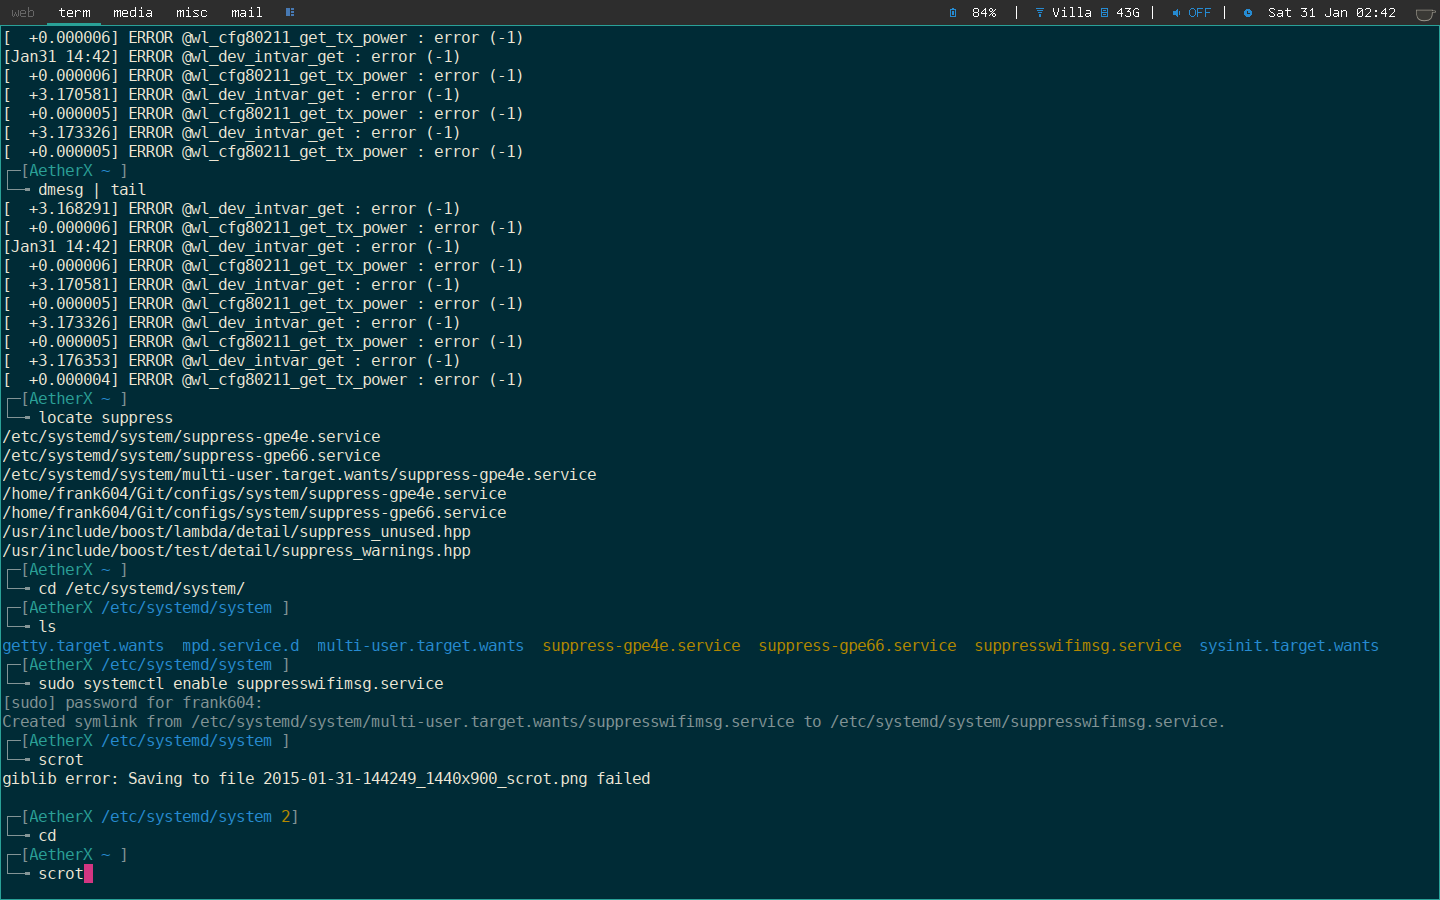 web term media misc mail 84% | Villa 43G | OFF | Sat 31 Jan 02:42
[  +0.000006] ERROR @wl_cfg80211_get_tx_power : error (-1)
[Jan31 14:42] ERROR @wl_dev_intvar_get : error (-1)
[  +0.000006] ERROR @wl_cfg80211_get_tx_power : error (-1)
[  +3.170581] ERROR @wl_dev_intvar_get : error (-1)
[  +0.000005] ERROR @wl_cfg80211_get_tx_power : error (-1)
[  +3.173326] ERROR @wl_dev_intvar_get : error (-1)
[  +0.000005] ERROR @wl_cfg80211_get_tx_power : error (-1)
┌─[AetherX ~ ]
└─╼ dmesg | tail
[  +3.168291] ERROR @wl_dev_intvar_get : error (-1)
[  +0.000006] ERROR @wl_cfg80211_get_tx_power : error (-1)
[Jan31 14:42] ERROR @wl_dev_intvar_get : error (-1)
[  +0.000006] ERROR @wl_cfg80211_get_tx_power : error (-1)
[  +3.170581] ERROR @wl_dev_intvar_get : error (-1)
[  +0.000005] ERROR @wl_cfg80211_get_tx_power : error (-1)
[  +3.173326] ERROR @wl_dev_intvar_get : error (-1)
[  +0.000005] ERROR @wl_cfg80211_get_tx_power : error (-1)
[  +3.176353] ERROR @wl_dev_intvar_get : error (-1)
[  +0.000004] ERROR @wl_cfg80211_get_tx_power : error (-1)
┌─[AetherX ~ ]
└─╼ locate suppress
/etc/systemd/system/suppress-gpe4e.service
/etc/systemd/system/suppress-gpe66.service
/etc/systemd/system/multi-user.target.wants/suppress-gpe4e.service
/home/frank604/Git/configs/system/suppress-gpe4e.service
/home/frank604/Git/configs/system/suppress-gpe66.service
/usr/include/boost/lambda/detail/suppress_unused.hpp
/usr/include/boost/test/detail/suppress_warnings.hpp
┌─[AetherX ~ ]
└─╼ cd /etc/systemd/system/
┌─[AetherX /etc/systemd/system ]
└─╼ ls
getty.target.wants  mpd.service.d  multi-user.target.wants  suppress-gpe4e.service  suppress-gpe66.service  suppresswifimsg.service  sysinit.target.wants
┌─[AetherX /etc/systemd/system ]
└─╼ sudo systemctl enable suppresswifimsg.service
[sudo] password for frank604:
Created symlink from /etc/systemd/system/multi-user.target.wants/suppresswifimsg.service to /etc/systemd/system/suppresswifimsg.service.
┌─[AetherX /etc/systemd/system ]
└─╼ scrot
giblib error: Saving to file 2015-01-31-144249_1440x900_scrot.png failed
┌─[AetherX /etc/systemd/system 2]
└─╼ cd
┌─[AetherX ~ ]
└─╼ scrot